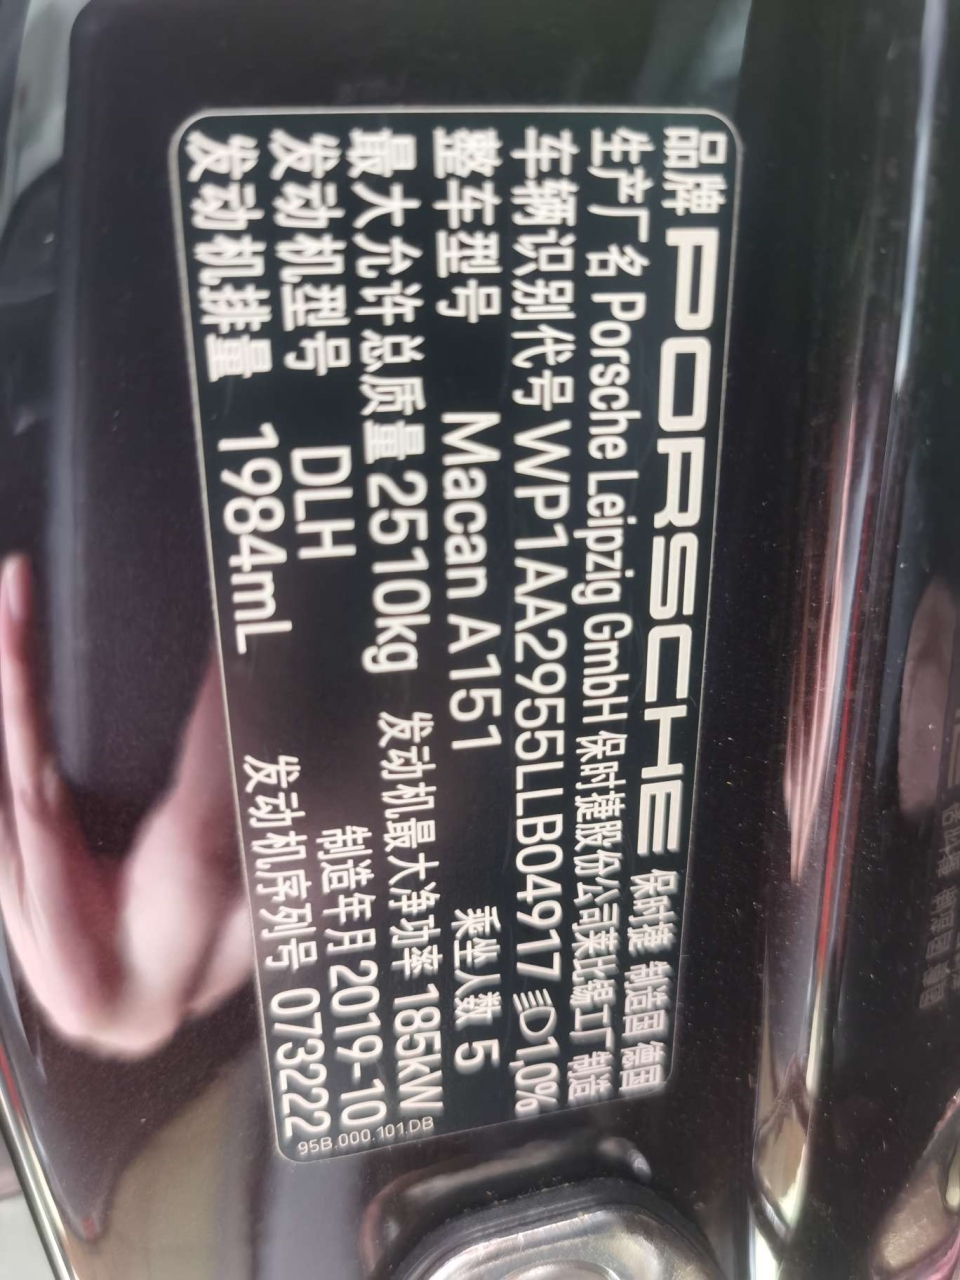 品牌 PORSCHE 保时捷 制造国 德国
生产厂名 Porsche Leipzig GmbH 保时捷股份公司莱比锡工厂 制造
车辆识别代号 WP1AA2955LLB04917 1,0%
整车型号 Macan A151 乘坐人数 5
最大允许总质量 2510kg 发动机最大净功率 185kW
发动机型号 DLH 制造年月 2019-10
发动机排量 1984mL 发动机序列号 073222
95B.000.101.DB